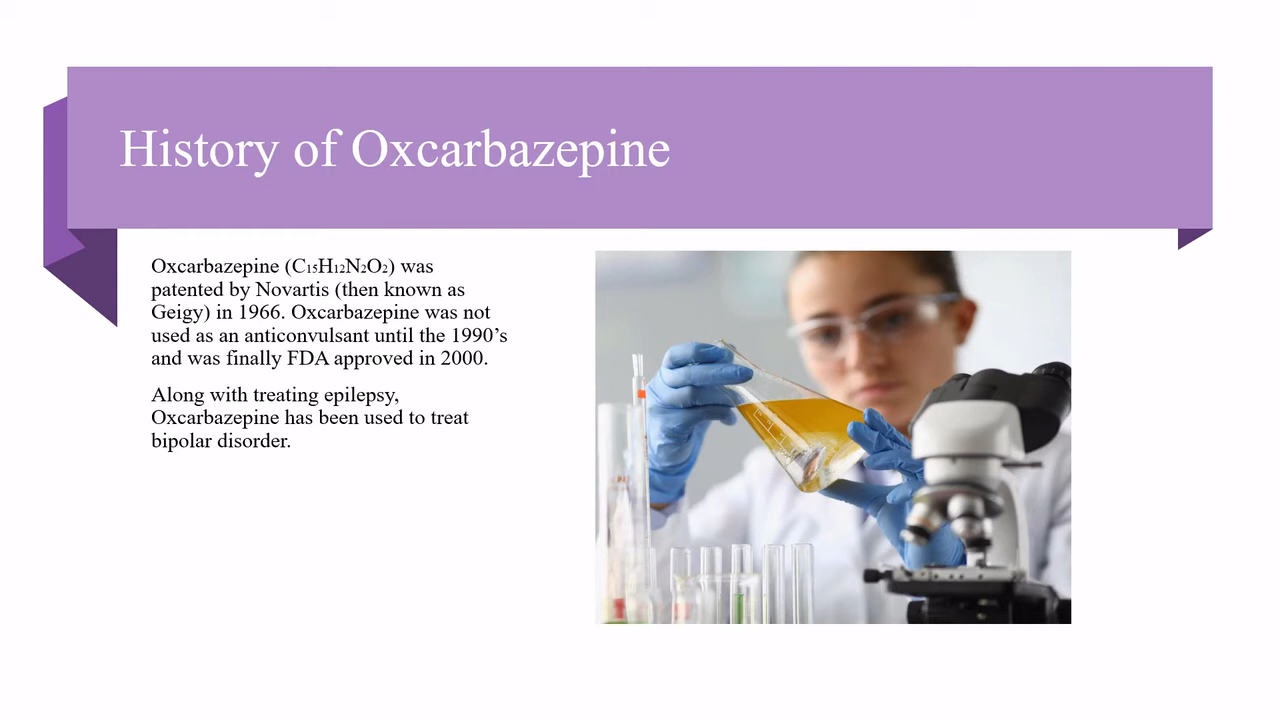 History of Oxcarbazepine
Oxcarbazepine (C₁₅H₁₂N₂O₂) was
patented by Novartis (then known as
Geigy) in 1966. Oxcarbazepine was not
used as an anticonvulsant until the 1990’s
and was finally FDA approved in 2000.
Along with treating epilepsy,
Oxcarbazepine has been used to treat
bipolar disorder.